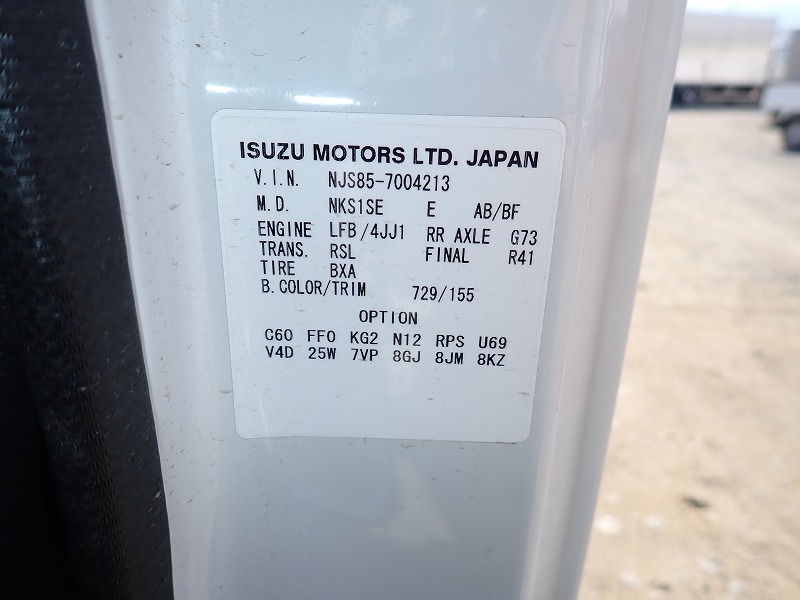 ISUZU MOTORS LTD. JAPAN
V.I.N. NJS85-7004213
M.D. NKS1SE E AB/BF
ENGINE LFB/4JJ1 RR AXLE G73
TRANS. RSL FINAL R41
TIRE BXA
B.COLOR/TRIM 729/155
OPTION
C60 FF0 KG2 N12 RPS U69
V4D 25W 7VP 8GJ 8JM 8KZ